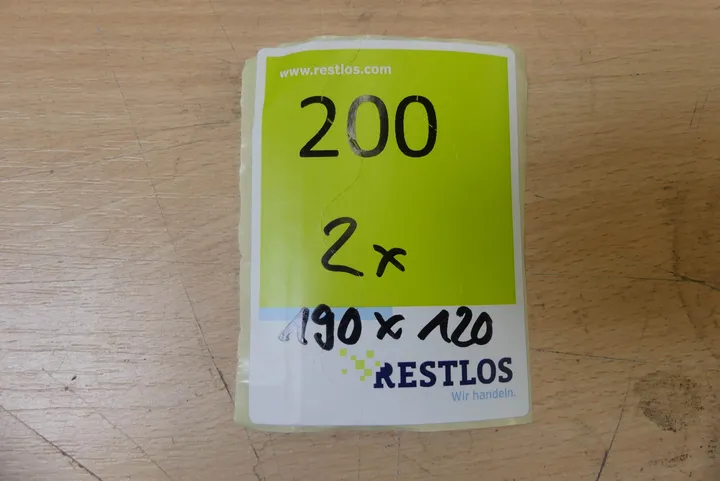 www.restlos.com
200
2x
190 x 120
RESTLOS
Wir handeln.